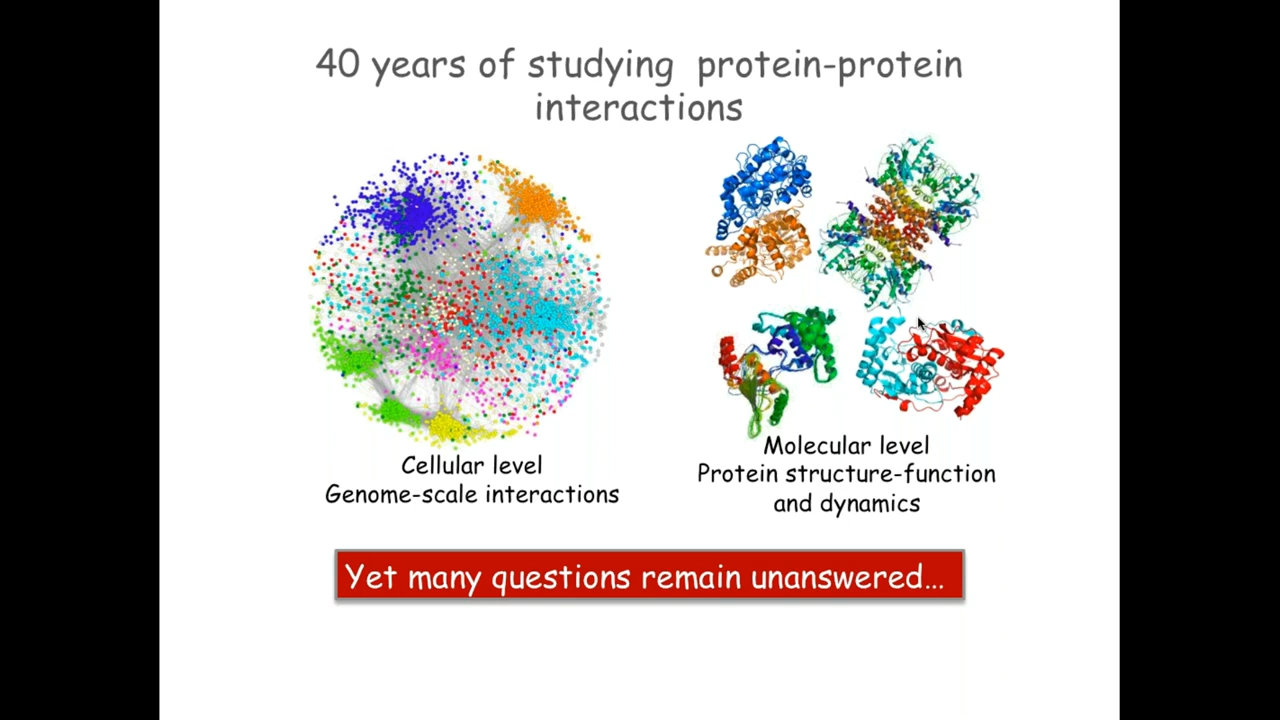 40 years of studying protein-protein
interactions
Cellular level
Genome-scale interactions
Molecular level
Protein structure-function
and dynamics
Yet many questions remain unanswered…